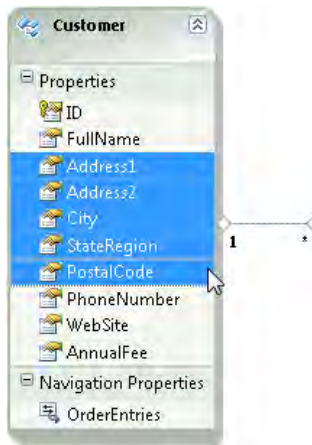 Customer
Properties
ID
FullName
Address1
Address2
City
StateRegion
PostalCode
1 *
PhoneNumber
WebSite
AnnualFee
Navigation Properties
OrderEntries